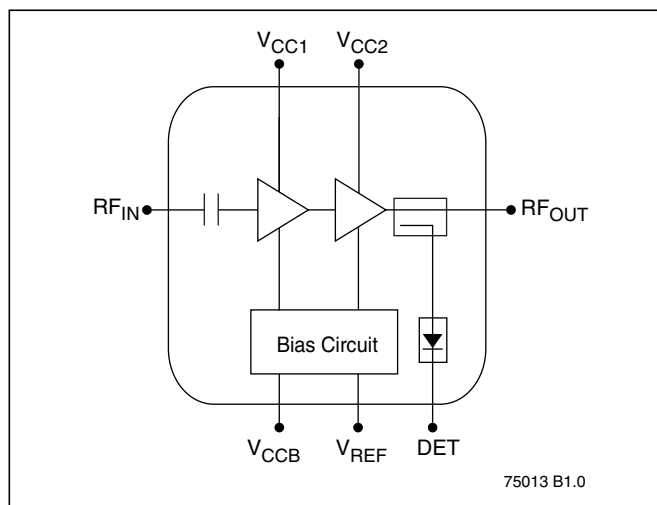 VCC1 VCC2
RFIN RFOUT
Bias Circuit
VCCB VREF DET
75013 B1.0